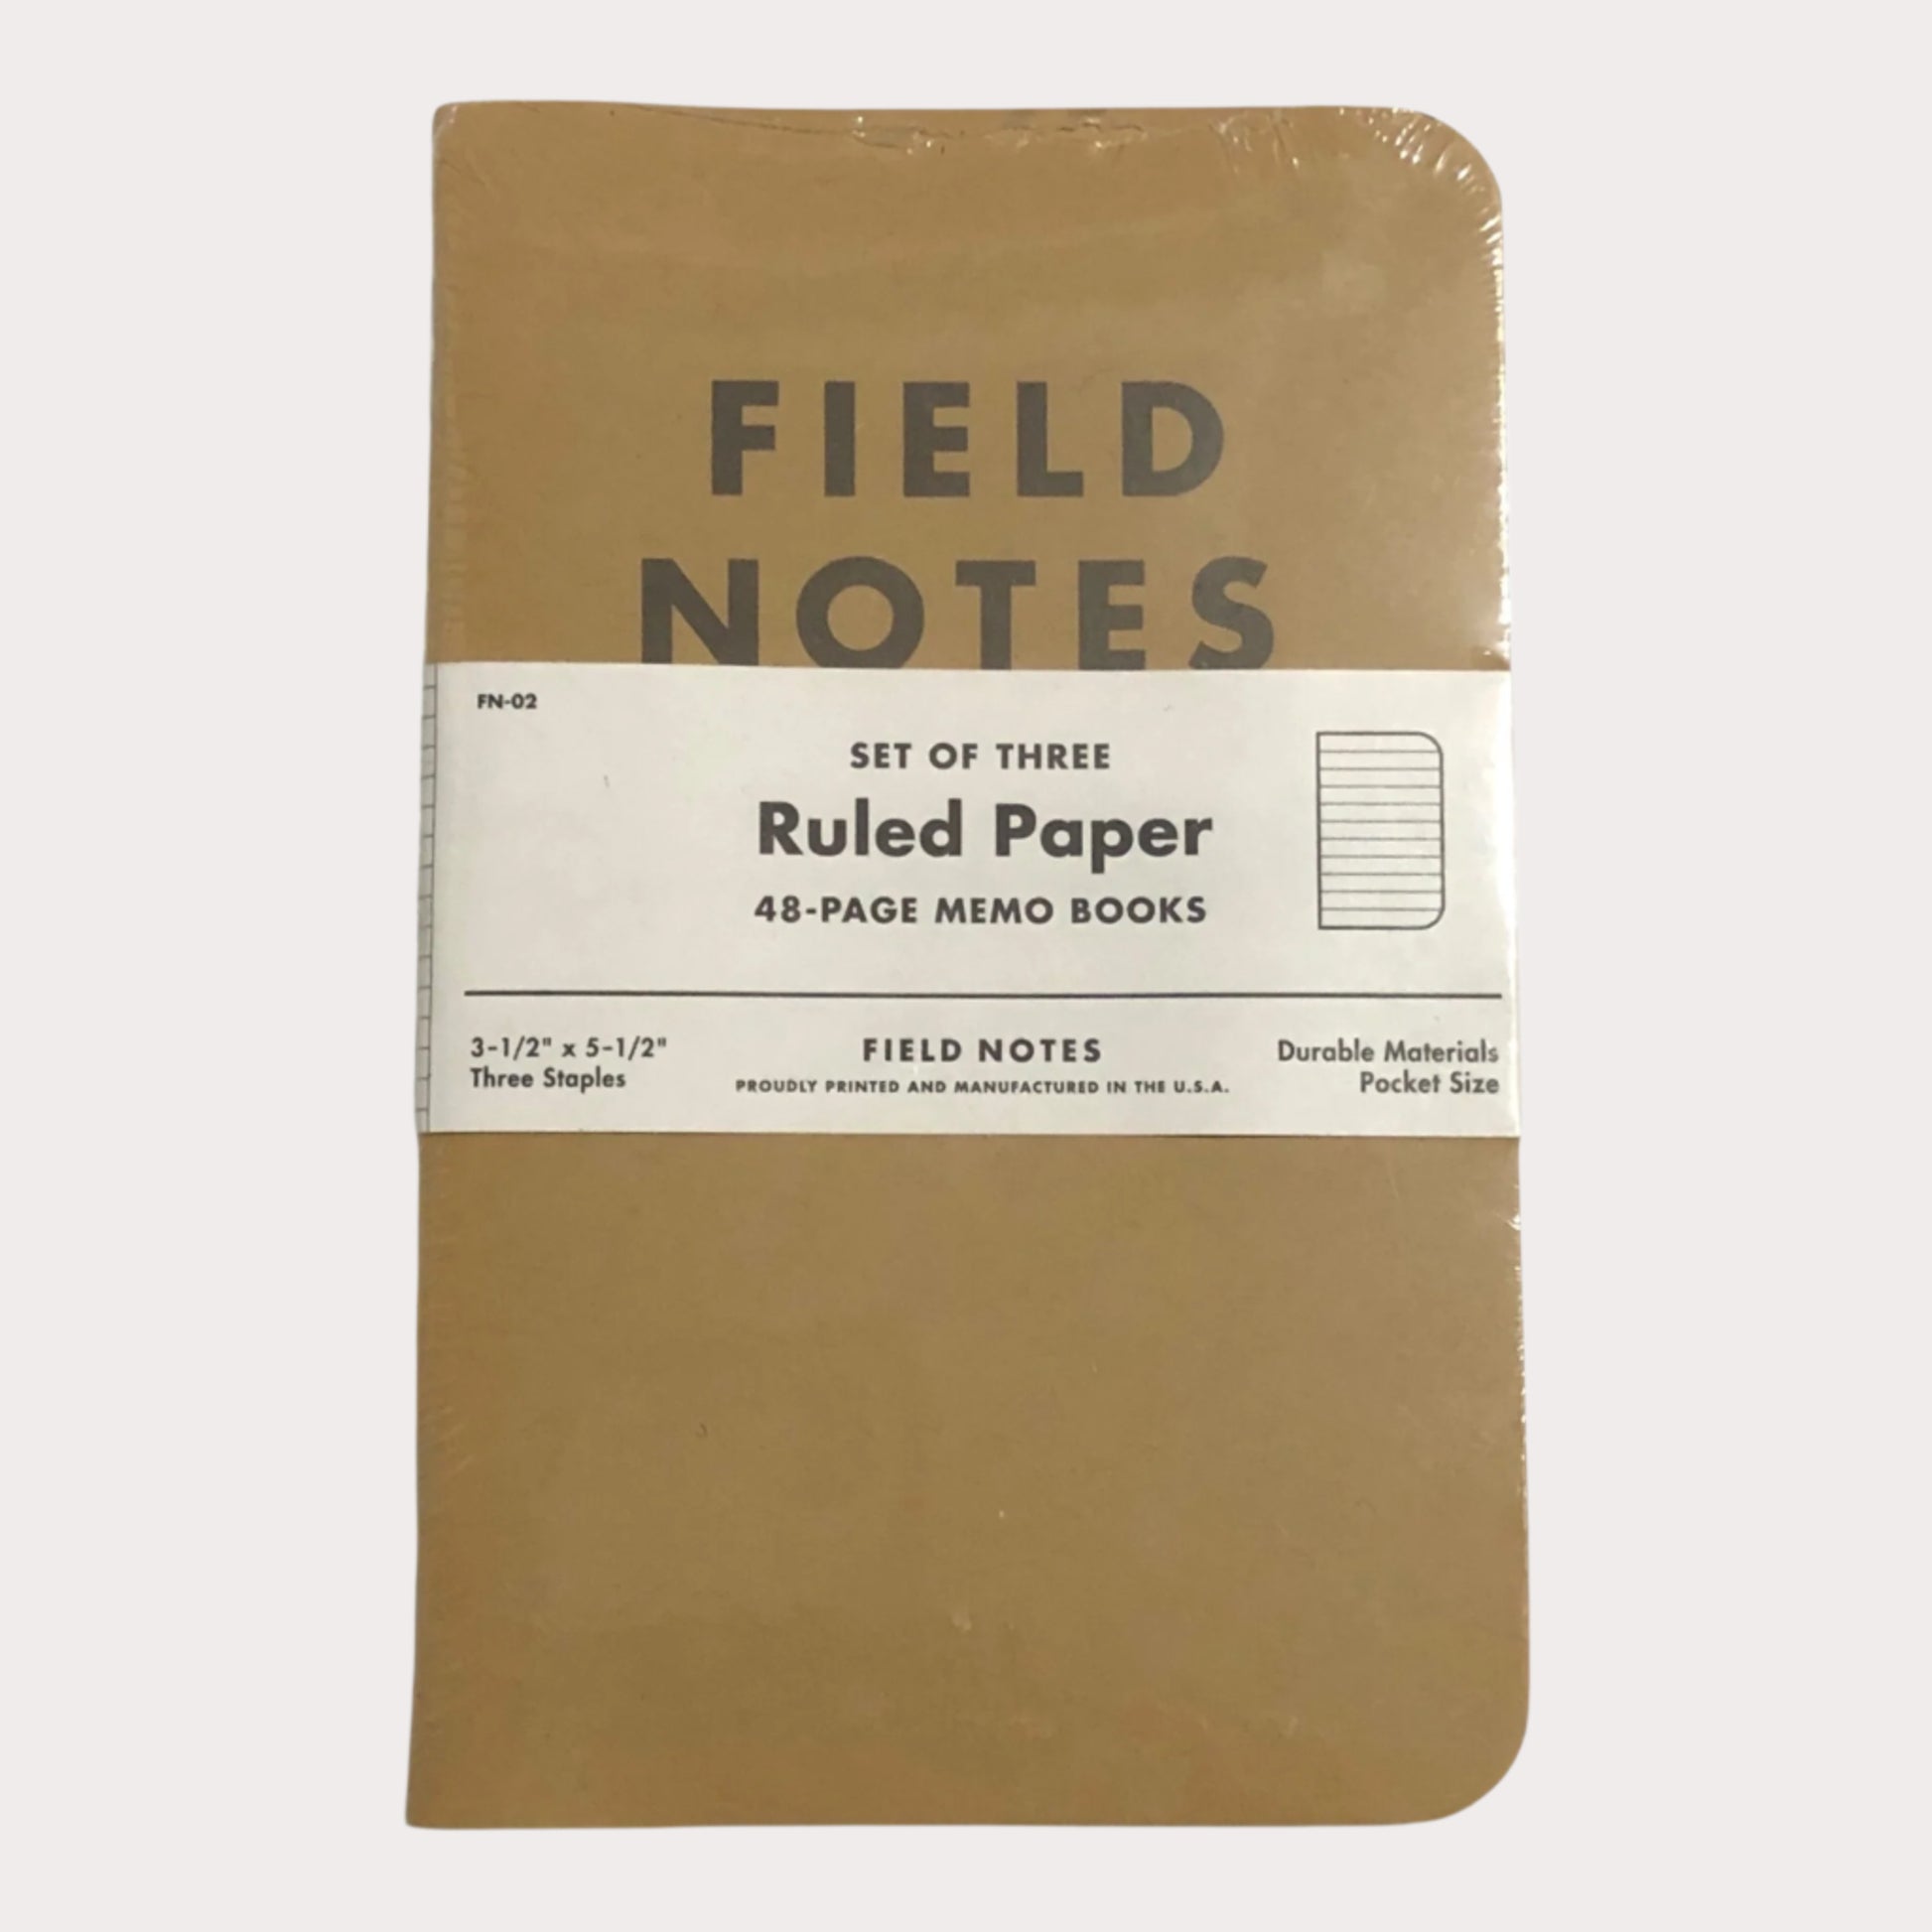 FIELD
NOTES
FN-02
SET OF THREE
Ruled Paper
48-PAGE MEMO BOOKS
3-1/2" x 5-1/2"
Three Staples
FIELD NOTES
PROUDLY PRINTED AND MANUFACTURED IN THE U.S.A.
Durable Materials
Pocket Size